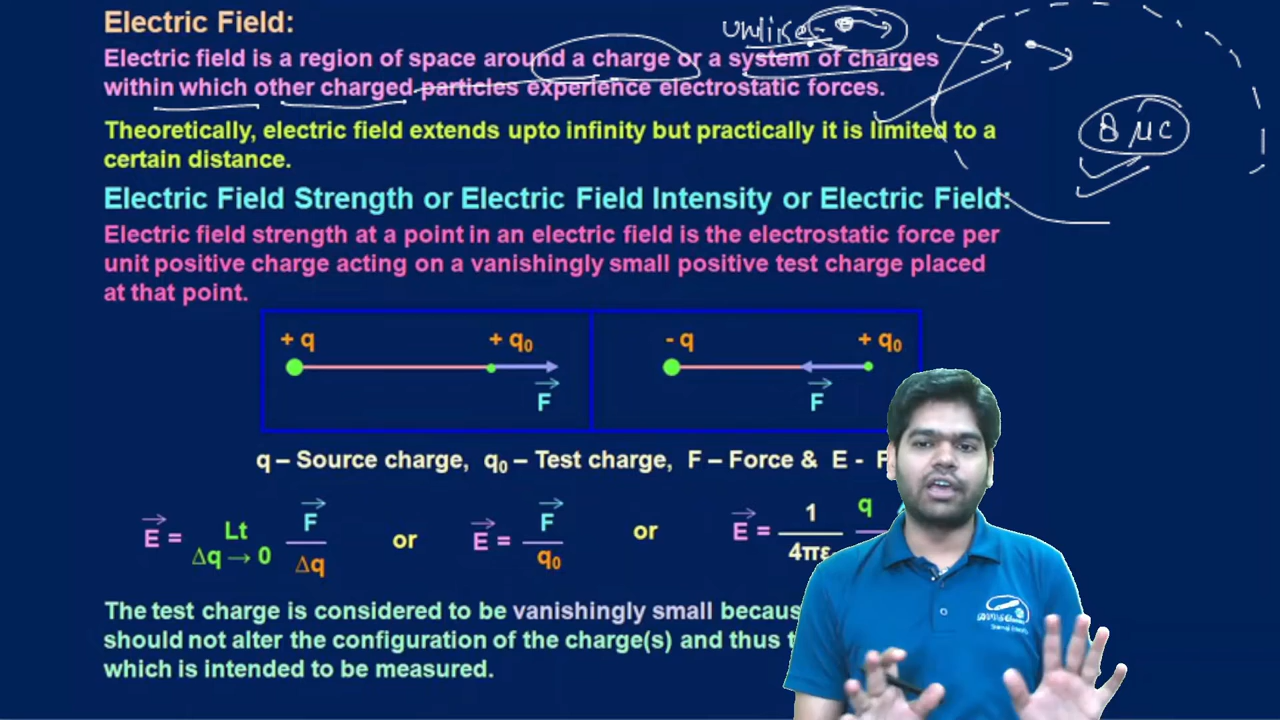 Electric Field:
unlike
Electric field is a region of space around a charge or a system of charges
within which other charged particles experience electrostatic forces.
8 μc
Theoretically, electric field extends upto infinity but practically it is limited to a
certain distance.
Electric Field Strength or Electric Field Intensity or Electric Field:
Electric field strength at a point in an electric field is the electrostatic force per
unit positive charge acting on a vanishingly small positive test charge placed
at that point.
+ q + q₀ - q + q₀
F F
q – Source charge, q₀ – Test charge, F – Force & E - F
E = Lt Δq → 0 F / Δq or E = F / q₀ or E = 1 / 4πε q
The test charge is considered to be vanishingly small
should not alter the configuration of the charge(s) and thus
which is intended to be measured.